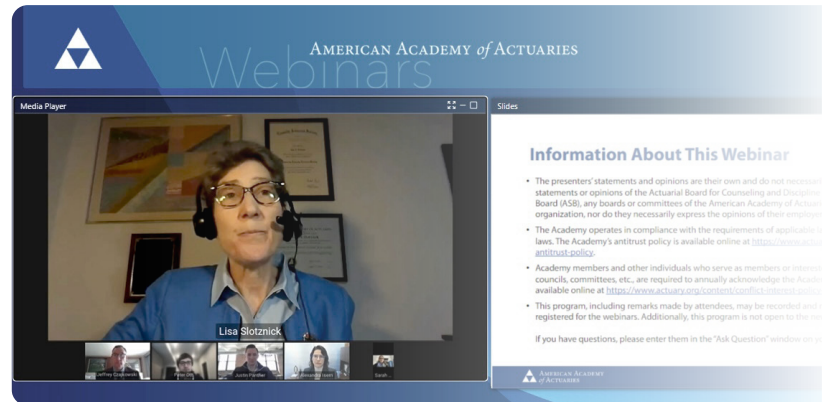 Webinars
AMERICAN ACADEMY of ACTUARIES
Media Player
Slides
Lisa Slotznick
Sarah ...
Information About This Webinar
• The presenters' statements and opinions are their own and do not necessarily
statements or opinions of the Actuarial Board for Counseling and Discipline
Board (ASB), any boards or committees of the American Academy of Actuaries
organization, nor do they necessarily express the opinions of their employers
• The Academy operates in compliance with the requirements of applicable
laws. The Academy's antitrust policy is available online at https://www.actu
antitrust-policy.
• Academy members and other individuals who serve as members or interest
councils, committees, etc., are required to annually acknowledge the Acade
available online at https://www.actuary.org/content/conflict-interest-policy
• This program, including remarks made by attendees, may be recorded and
registered for the webinars. Additionally, this program is not open to the
If you have questions, please enter them in the "Ask Question" window on
AMERICAN ACADEMY
of ACTUARIES